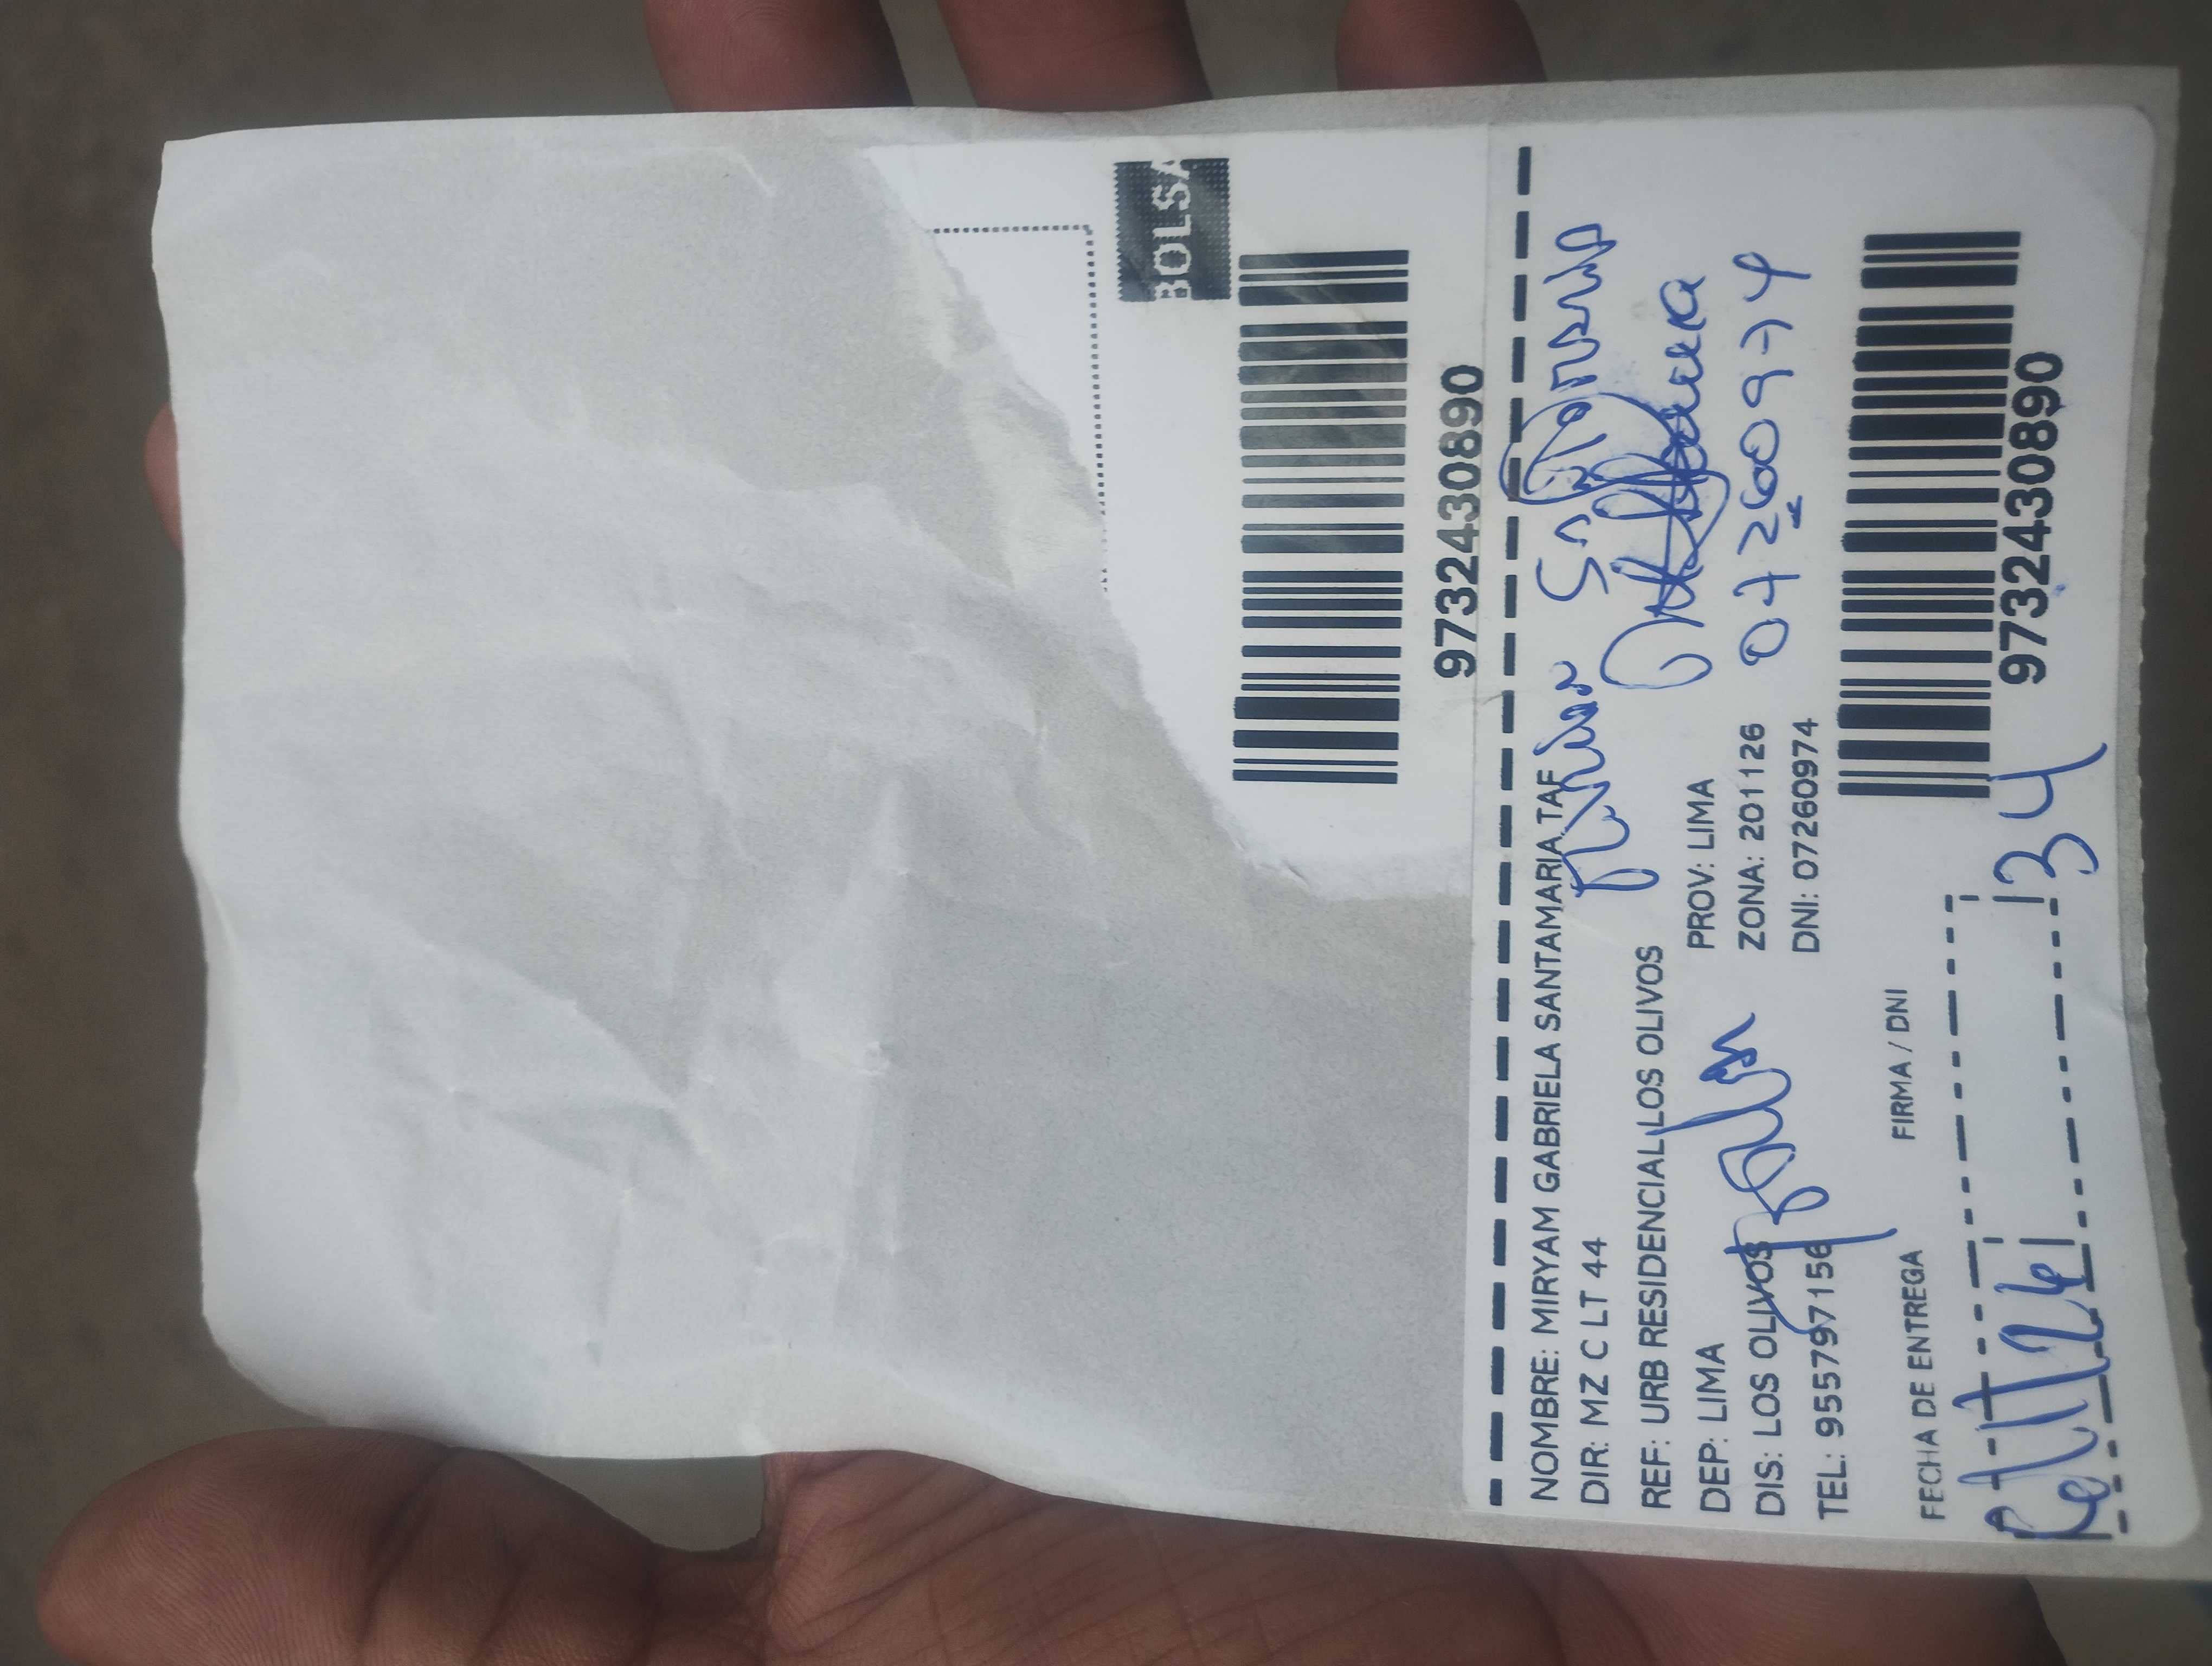 BOLSA
9732430890
NOMBRE: MIRYAM GABRIELA SANTAMARIA TAF
DIR: MZ C LT 44
REF: URB RESIDENCIAL LOS OLIVOS
DEP: LIMA PROV: LIMA
DIS: LOS OLIVOS ZONA: 201126
TEL: 955797156 DNI: 07260974
07260974
FECHA DE ENTREGA FIRMA / DNI
134
9732430890